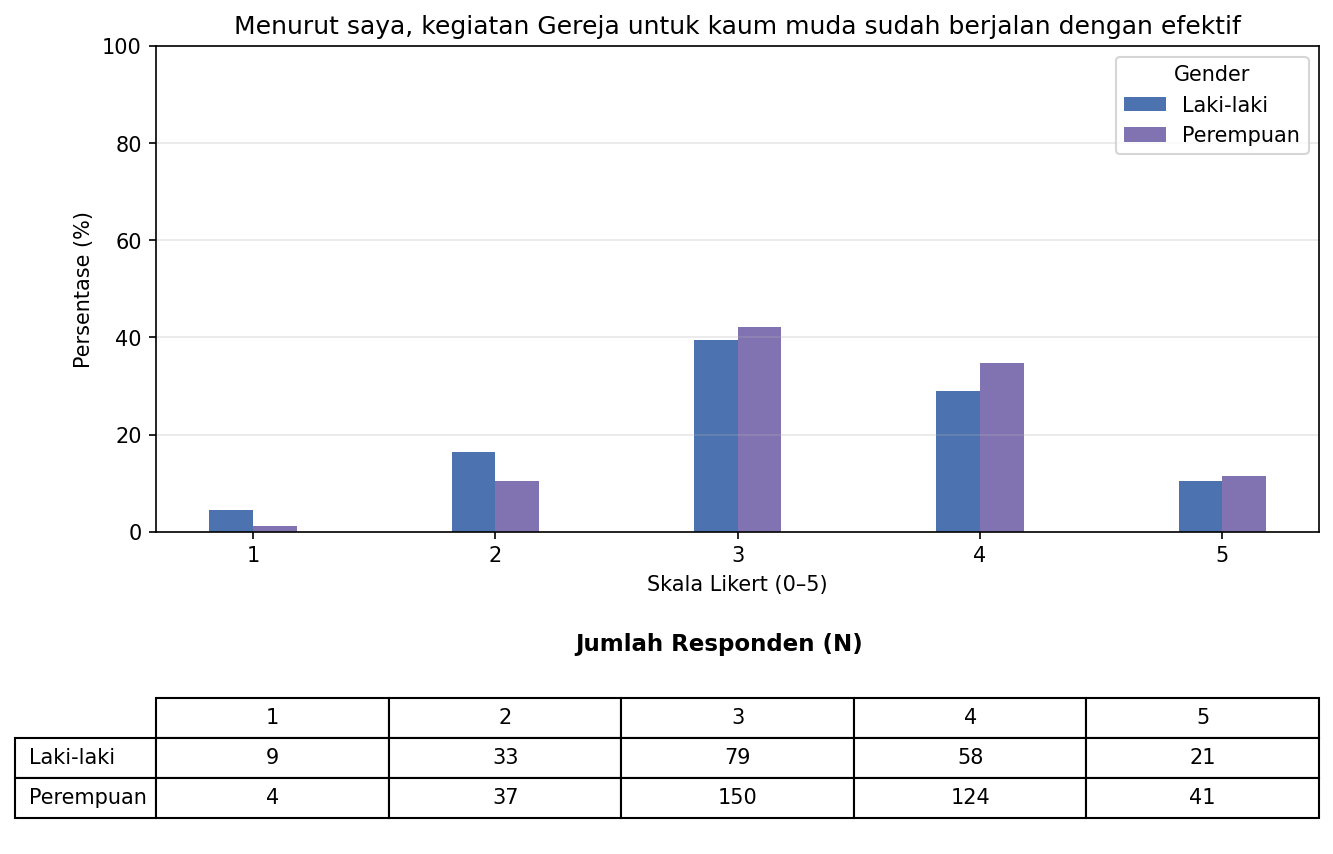 Menurut saya, kegiatan Gereja untuk kaum muda sudah berjalan dengan efektif
100
80
60
40
20
0
Persentase (%)
Gender
Laki-laki
Perempuan
1 2 3 4 5
Skala Likert (0–5)
Jumlah Responden (N)
1 2 3 4 5
Laki-laki 9 33 79 58 21
Perempuan 4 37 150 124 41